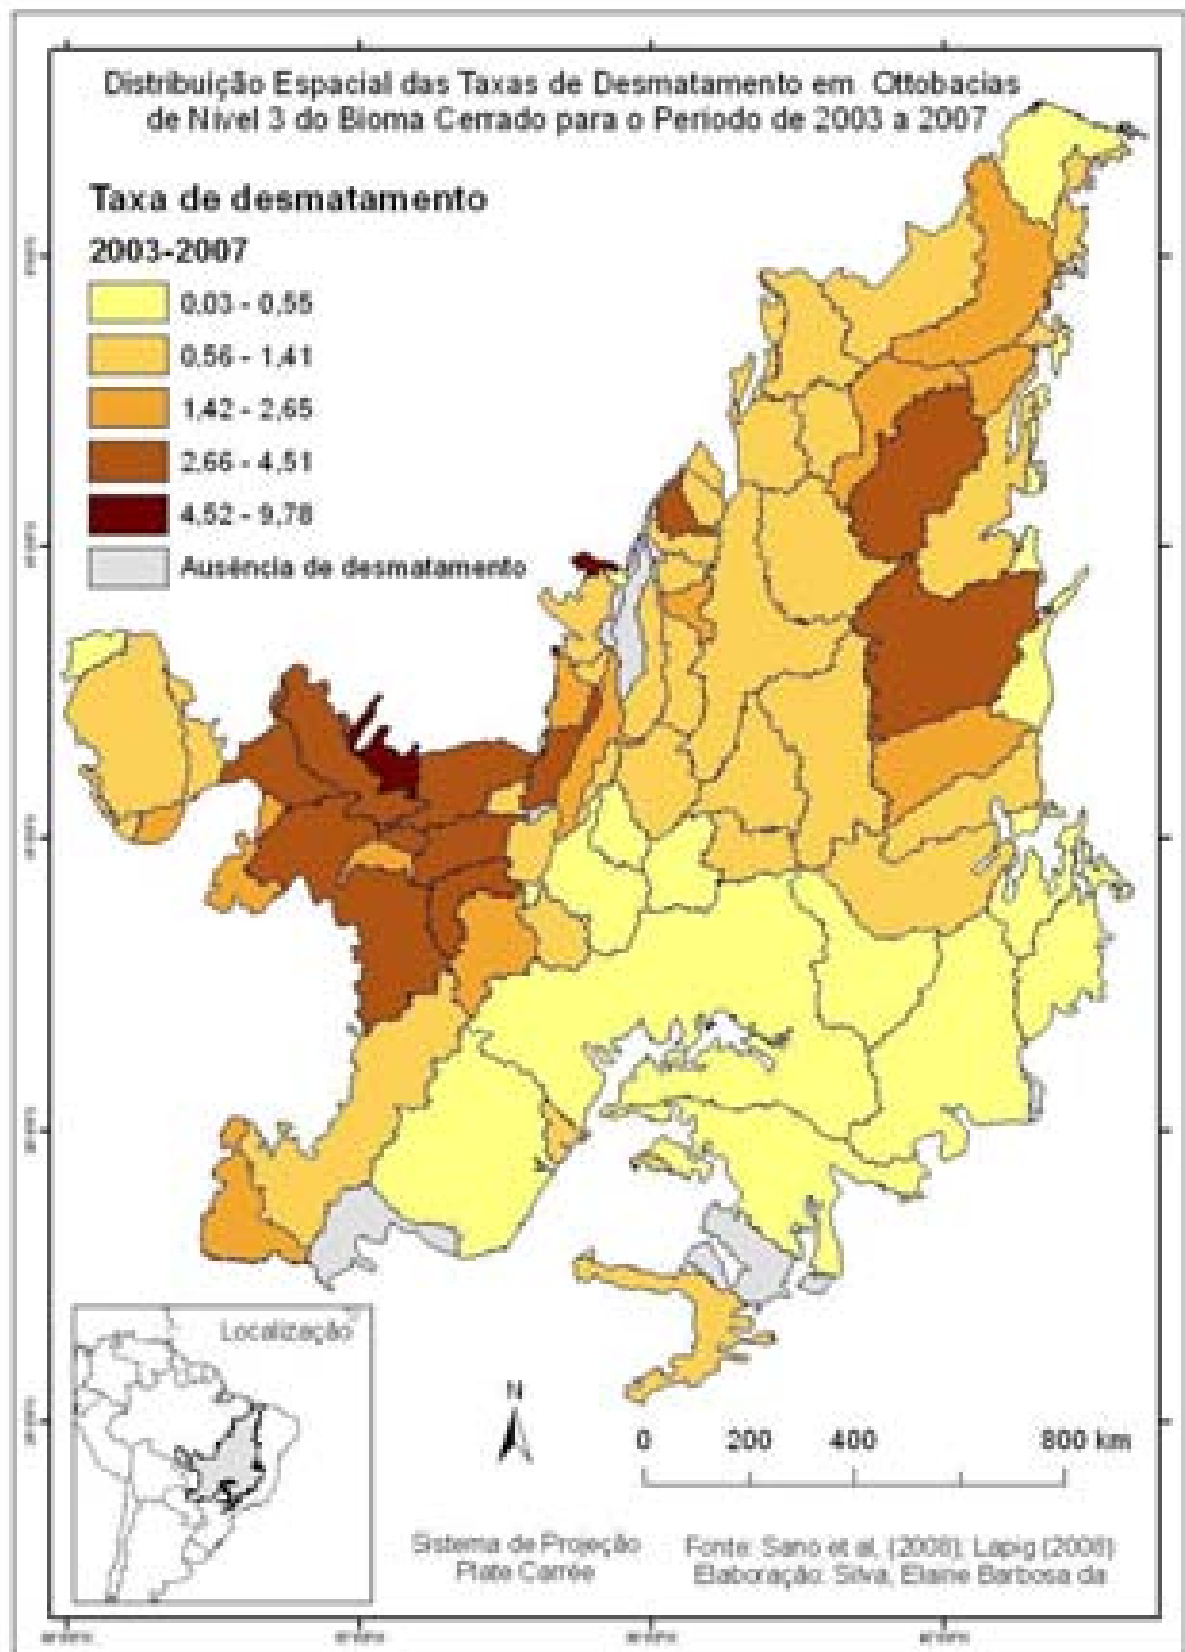 Distribuição Espacial das Taxas de Desmatamento em Ottobacias
de Nível 3 do Bioma Cerrado para o Período de 2003 a 2007
Taxa de desmatamento
2003-2007
0,03 - 0,55
0,56 - 1,41
1,42 - 2,65
2,66 - 4,51
4,52 - 9,78
Ausência de desmatamento
Localização
N
0 200 400 800 km
Sistema de Projeção
Plate Carrée
Fonte: Sano et al, (2008); Lapig (2008)
Elaboração: Silva, Elaine Barbosa da